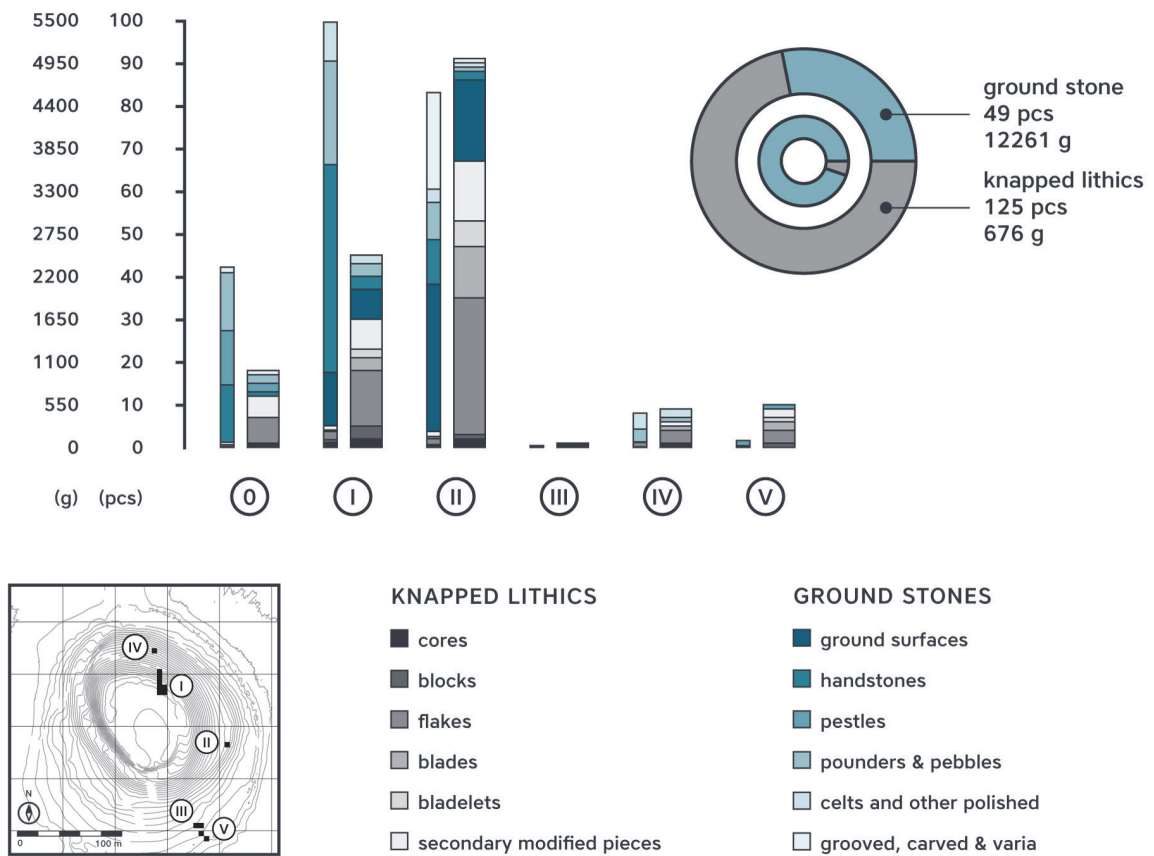 5500 100
4950 90
4400 80
3850 70
3300 60
2750 50
2200 40
1650 30
1100 20
550 10
0 0
(g) (pcs)
0 I II III IV V
ground stone
49 pcs
12261 g
knapped lithics
125 pcs
676 g
IV
I
II
III
V
N
0 100 m
KNAPPED LITHICS
cores
blocks
flakes
blades
bladelets
secondary modified pieces
GROUND STONES
ground surfaces
handstones
pestles
pounders & pebbles
celts and other polished
grooved, carved & varia